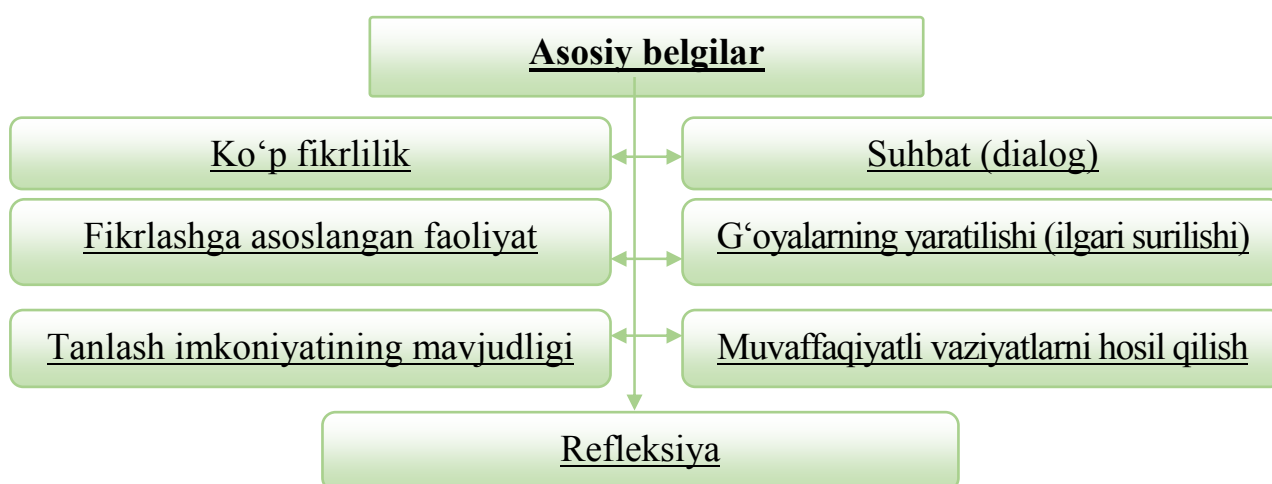 Asosiy belgilar
Ko‘p fikrlilik
Suhbat (dialog)
Fikrlashga asoslangan faoliyat
G‘oyalarning yaratilishi (ilgari surilishi)
Tanlash imkoniyatining mavjudligi
Muvaffaqiyatli vaziyatlarni hosil qilish
Refleksiya